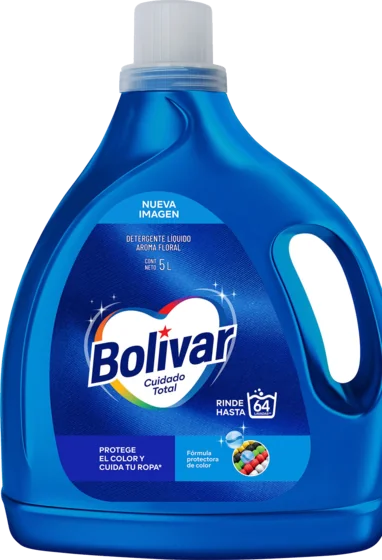 NUEVA
IMAGEN
DETERGENTE LÍQUIDO
AROMA FLORAL
CONT.
NETO 5 L
Bolívar
Cuidado
Total
RINDE
HASTA
64
LAVADAS
PROTEGE
EL COLOR Y
CUIDA TU ROPA*
Fórmula
protectora
de color